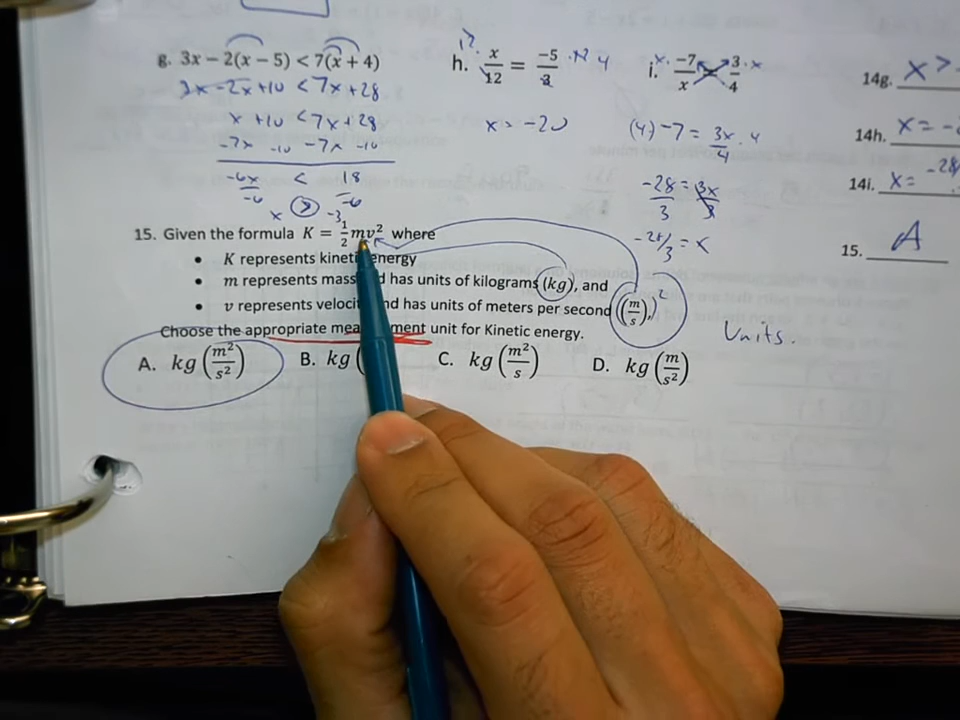 g. 3x − 2(x − 5) < 7(x + 4)
3x − 2x + 10 < 7x + 28
x + 10 < 7x + 28
−7x −10 −7x −10
−6x < 18
−6 −6
x > −3
h. x/12 = −5/3
12 ·
x = −20
i. −7/x = 3/4
x · · x
(4) −7 = 3x/4 · 4
−28/3 = 3x/3
−28/3 = x
14g. x >
14h. x = −2
14i. x = −28/
15. A
15. Given the formula K = ½mv² where
• K represents kinetic energy
• m represents mass and has units of kilograms (kg), and
• v represents velocity and has units of meters per second (m/s).
( )²
Units.
Choose the appropriate measurement unit for Kinetic energy.
A. kg (m²/s²) B. kg ( C. kg (m²/s) D. kg (m/s²)